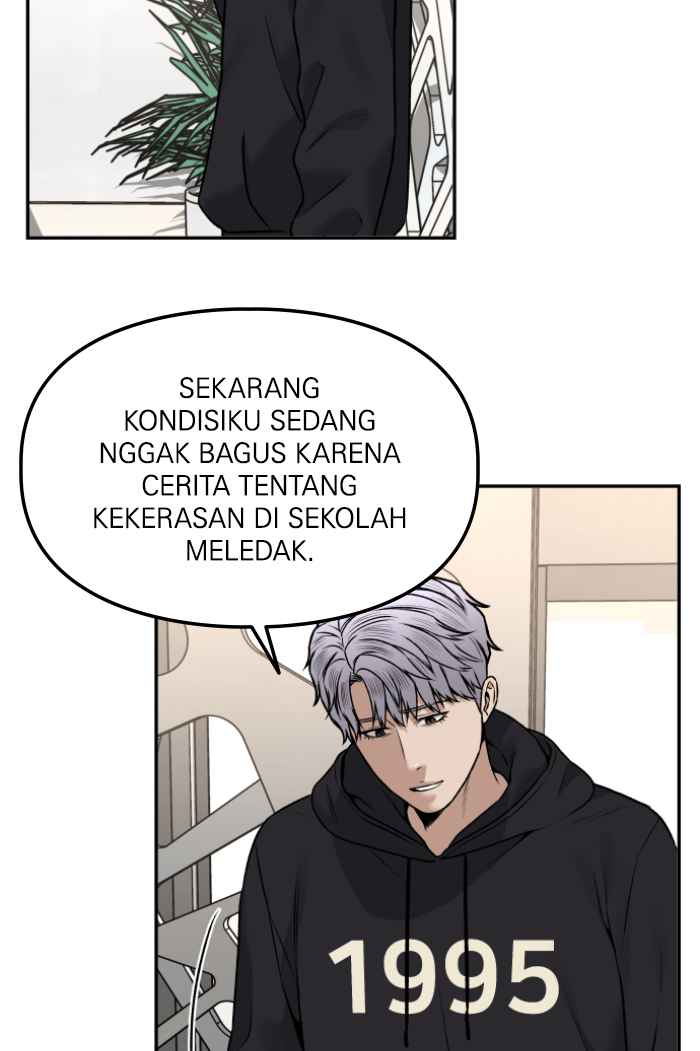 SEKARANG
KONDISIKU SEDANG
NGGAK BAGUS KARENA
CERITA TENTANG
KEKERASAN DI SEKOLAH
MELEDAK.
1995